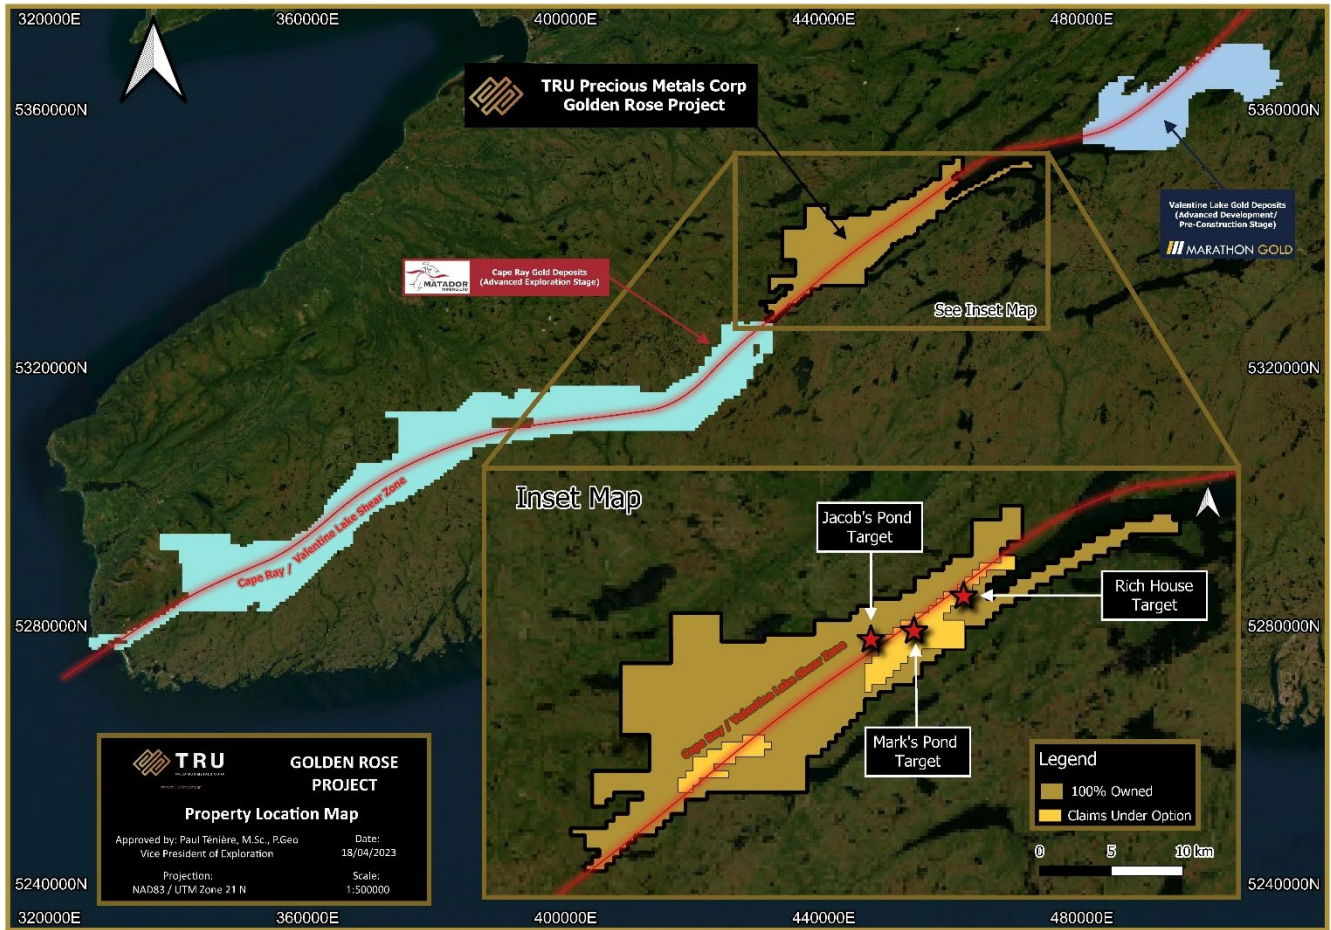 320000E
360000E
400000E
440000E
480000E
TRU Precious Metals Corp
Golden Rose Project
5360000N
5360000N
Valentine Lake Gold Deposits
(Advanced Development/
Pre-Construction Stage)
MARATHON GOLD
MATADOR
MINING LTD
Cape Ray Gold Deposits
(Advanced Exploration Stage)
See Inset Map
5320000N
5320000N
Cape Ray / Valentine Lake Shear Zone
Inset Map
Jacob's Pond
Target
Rich House
Target
5280000N
5280000N
Cape Ray / Valentine Lake Shear Zone
Mark's Pond
Target
TRU
GOLDEN ROSE
PROJECT
Property Location Map
Approved by: Paul Ténière, M.Sc., P.Geo
Vice President of Exploration
Date:
18/04/2023
Projection:
NAD83 / UTM Zone 21 N
Scale:
1:500000
Legend
100% Owned
Claims Under Option
0 5 10 km
5240000N
5240000N
320000E
360000E
400000E
440000E
480000E